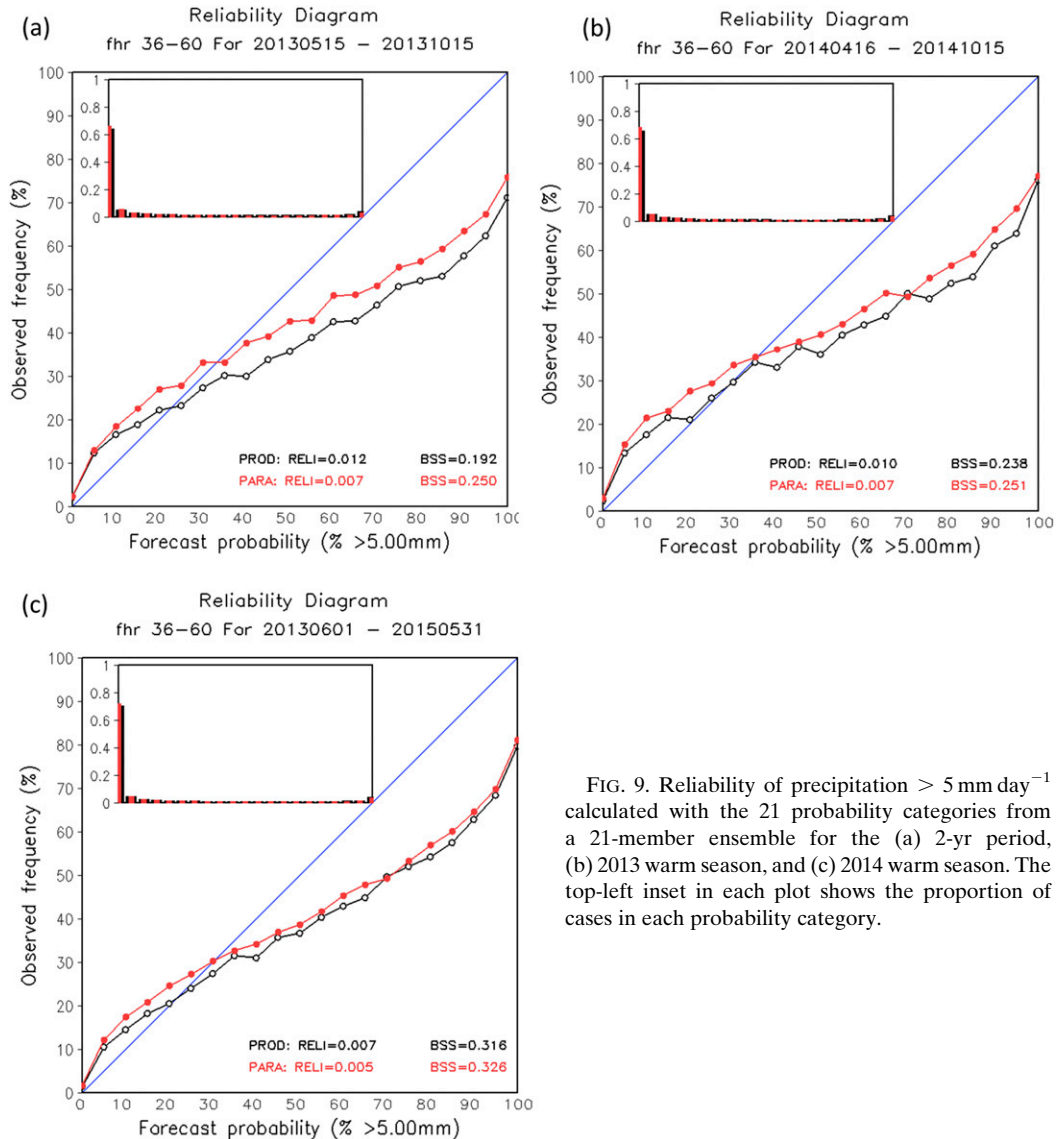 (a)
Reliability Diagram
fhr 36-60 For 20130515 - 20131015
100
90
80
70
60
50
40
30
20
10
0
Observed frequency (%)
1
0.8
0.6
0.4
0.2
0
PROD: RELI=0.012 BSS=0.192
PARA: RELI=0.007 BSS=0.250
0 10 20 30 40 50 60 70 80 90 100
Forecast probability (% >5.00mm)
(b)
Reliability Diagram
fhr 36-60 For 20140416 - 20141015
100
90
80
70
60
50
40
30
20
10
0
Observed frequency (%)
1
0.8
0.6
0.4
0.2
0
PROD: RELI=0.010 BSS=0.238
PARA: RELI=0.007 BSS=0.251
0 10 20 30 40 50 60 70 80 90 100
Forecast probability (% >5.00mm)
(c)
Reliability Diagram
fhr 36-60 For 20130601 - 20150531
100
90
80
70
60
50
40
30
20
10
0
Observed frequency (%)
1
0.8
0.6
0.4
0.2
0
PROD: RELI=0.007 BSS=0.316
PARA: RELI=0.005 BSS=0.326
0 10 20 30 40 50 60 70 80 90 100
Forecast probability (% >5.00mm)
FIG. 9. Reliability of precipitation > 5 mm day−1
calculated with the 21 probability categories from
a 21-member ensemble for the (a) 2-yr period,
(b) 2013 warm season, and (c) 2014 warm season. The
top-left inset in each plot shows the proportion of
cases in each probability category.